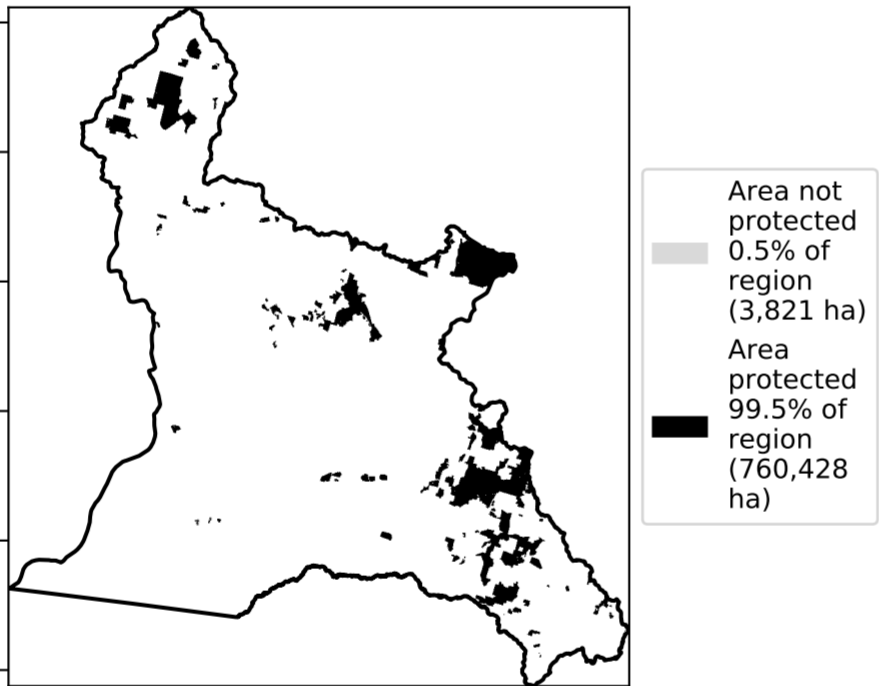 Area not
protected
0.5% of
region
(3,821 ha)
Area
protected
99.5% of
region
(760,428
ha)